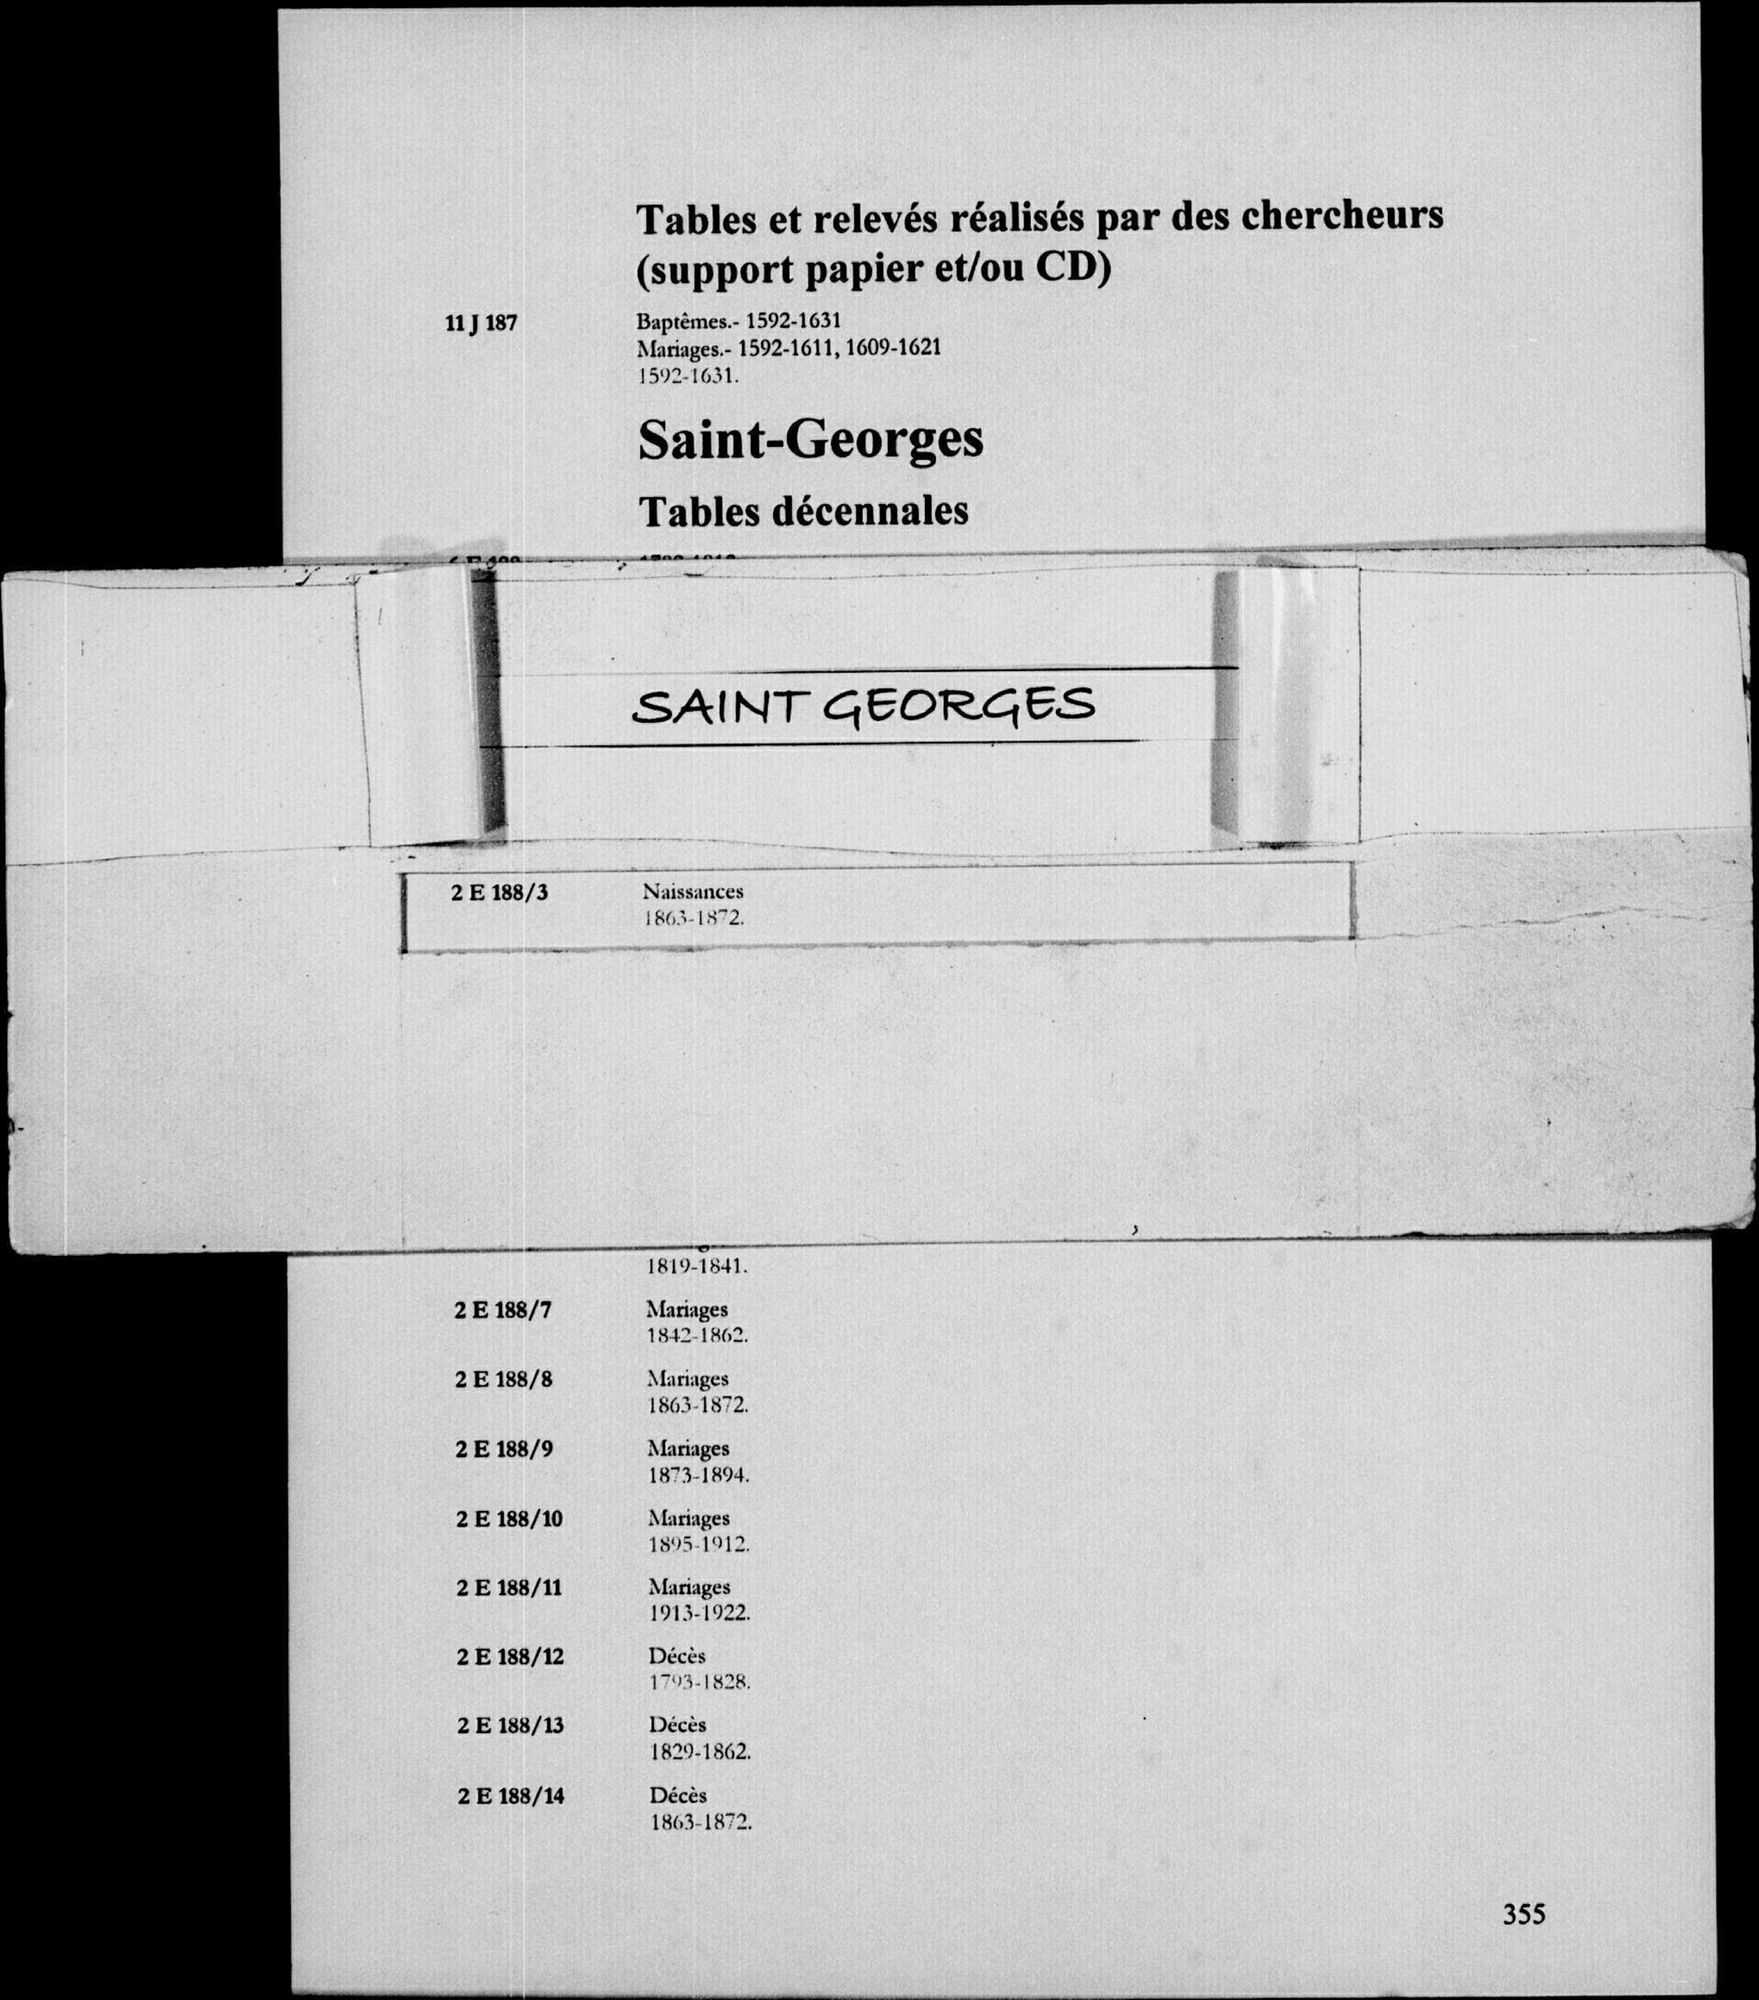 Tables et relevés réalisés par des chercheurs
(support papier et/ou CD)
11 J 187 Baptêmes.- 1592-1631
Mariages.- 1592-1611, 1609-1621
1592-1631.
Saint-Georges
Tables décennales
SAINT GEORGES
2 E 188/3 Naissances
1863-1872.
1819-1841.
2 E 188/7 Mariages
1842-1862.
2 E 188/8 Mariages
1863-1872.
2 E 188/9 Mariages
1873-1894.
2 E 188/10 Mariages
1895-1912.
2 E 188/11 Mariages
1913-1922.
2 E 188/12 Décès
1793-1828.
2 E 188/13 Décès
1829-1862.
2 E 188/14 Décès
1863-1872.
355